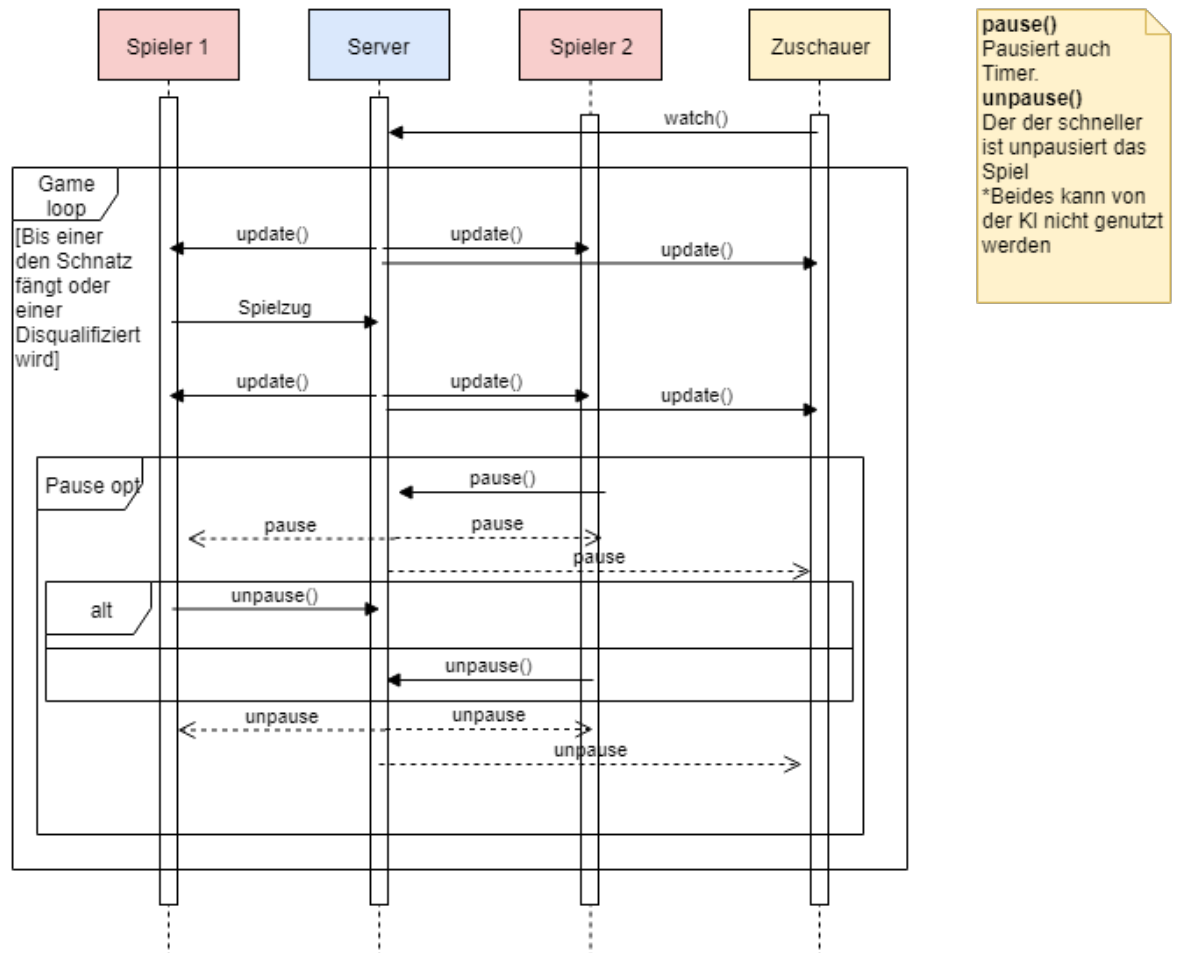 Spieler 1
Server
Spieler 2
Zuschauer
pause()
Pausiert auch
Timer.
unpause()
Der der schneller
ist unpausiert das
Spiel
*Beides kann von
der KI nicht genutzt
werden
watch()
Game
loop
[Bis einer
den Schnatz
fängt oder
einer
Disqualifiziert
wird]
update()
update()
update()
Spielzug
update()
update()
update()
Pause opt
pause()
pause
pause
pause
alt
unpause()
unpause()
unpause
unpause
unpause